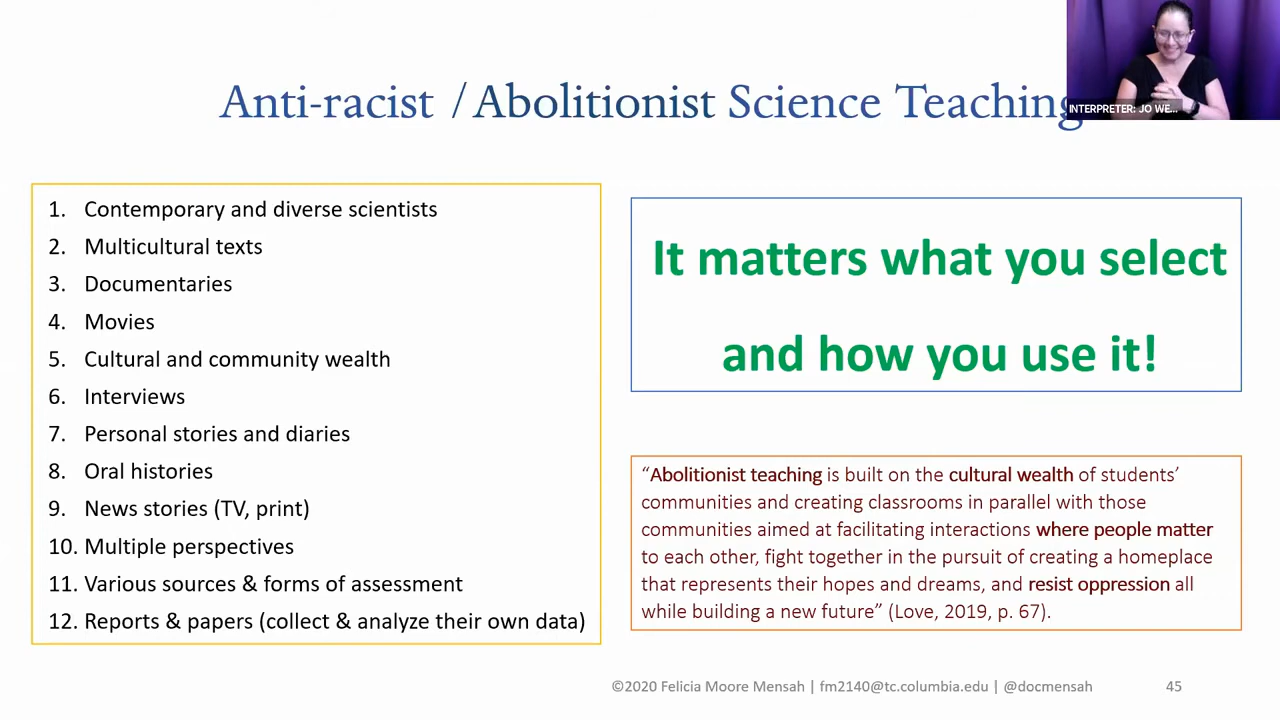 Anti-racist / Abolitionist Science Teaching
INTERPRETER: JO WE...
1. Contemporary and diverse scientists
2. Multicultural texts
3. Documentaries
4. Movies
5. Cultural and community wealth
6. Interviews
7. Personal stories and diaries
8. Oral histories
9. News stories (TV, print)
10. Multiple perspectives
11. Various sources & forms of assessment
12. Reports & papers (collect & analyze their own data)
It matters what you select
and how you use it!
“Abolitionist teaching is built on the cultural wealth of students’
communities and creating classrooms in parallel with those
communities aimed at facilitating interactions where people matter
to each other, fight together in the pursuit of creating a homeplace
that represents their hopes and dreams, and resist oppression all
while building a new future” (Love, 2019, p. 67).
©2020 Felicia Moore Mensah | fm2140@tc.columbia.edu | @docmensah
45